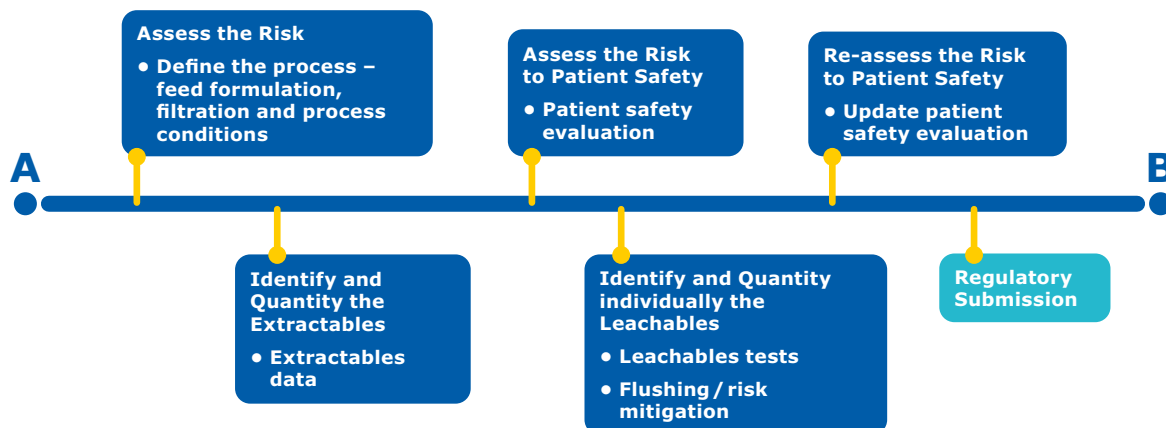 Assess the Risk
• Define the process –
feed formulation,
filtration and process
conditions
Assess the Risk
to Patient Safety
• Patient safety
evaluation
Re-assess the Risk
to Patient Safety
• Update patient
safety evaluation
A
B
Identify and
Quantity the
Extractables
• Extractables
data
Identify and Quantity
individually the
Leachables
• Leachables tests
• Flushing / risk
mitigation
Regulatory
Submission